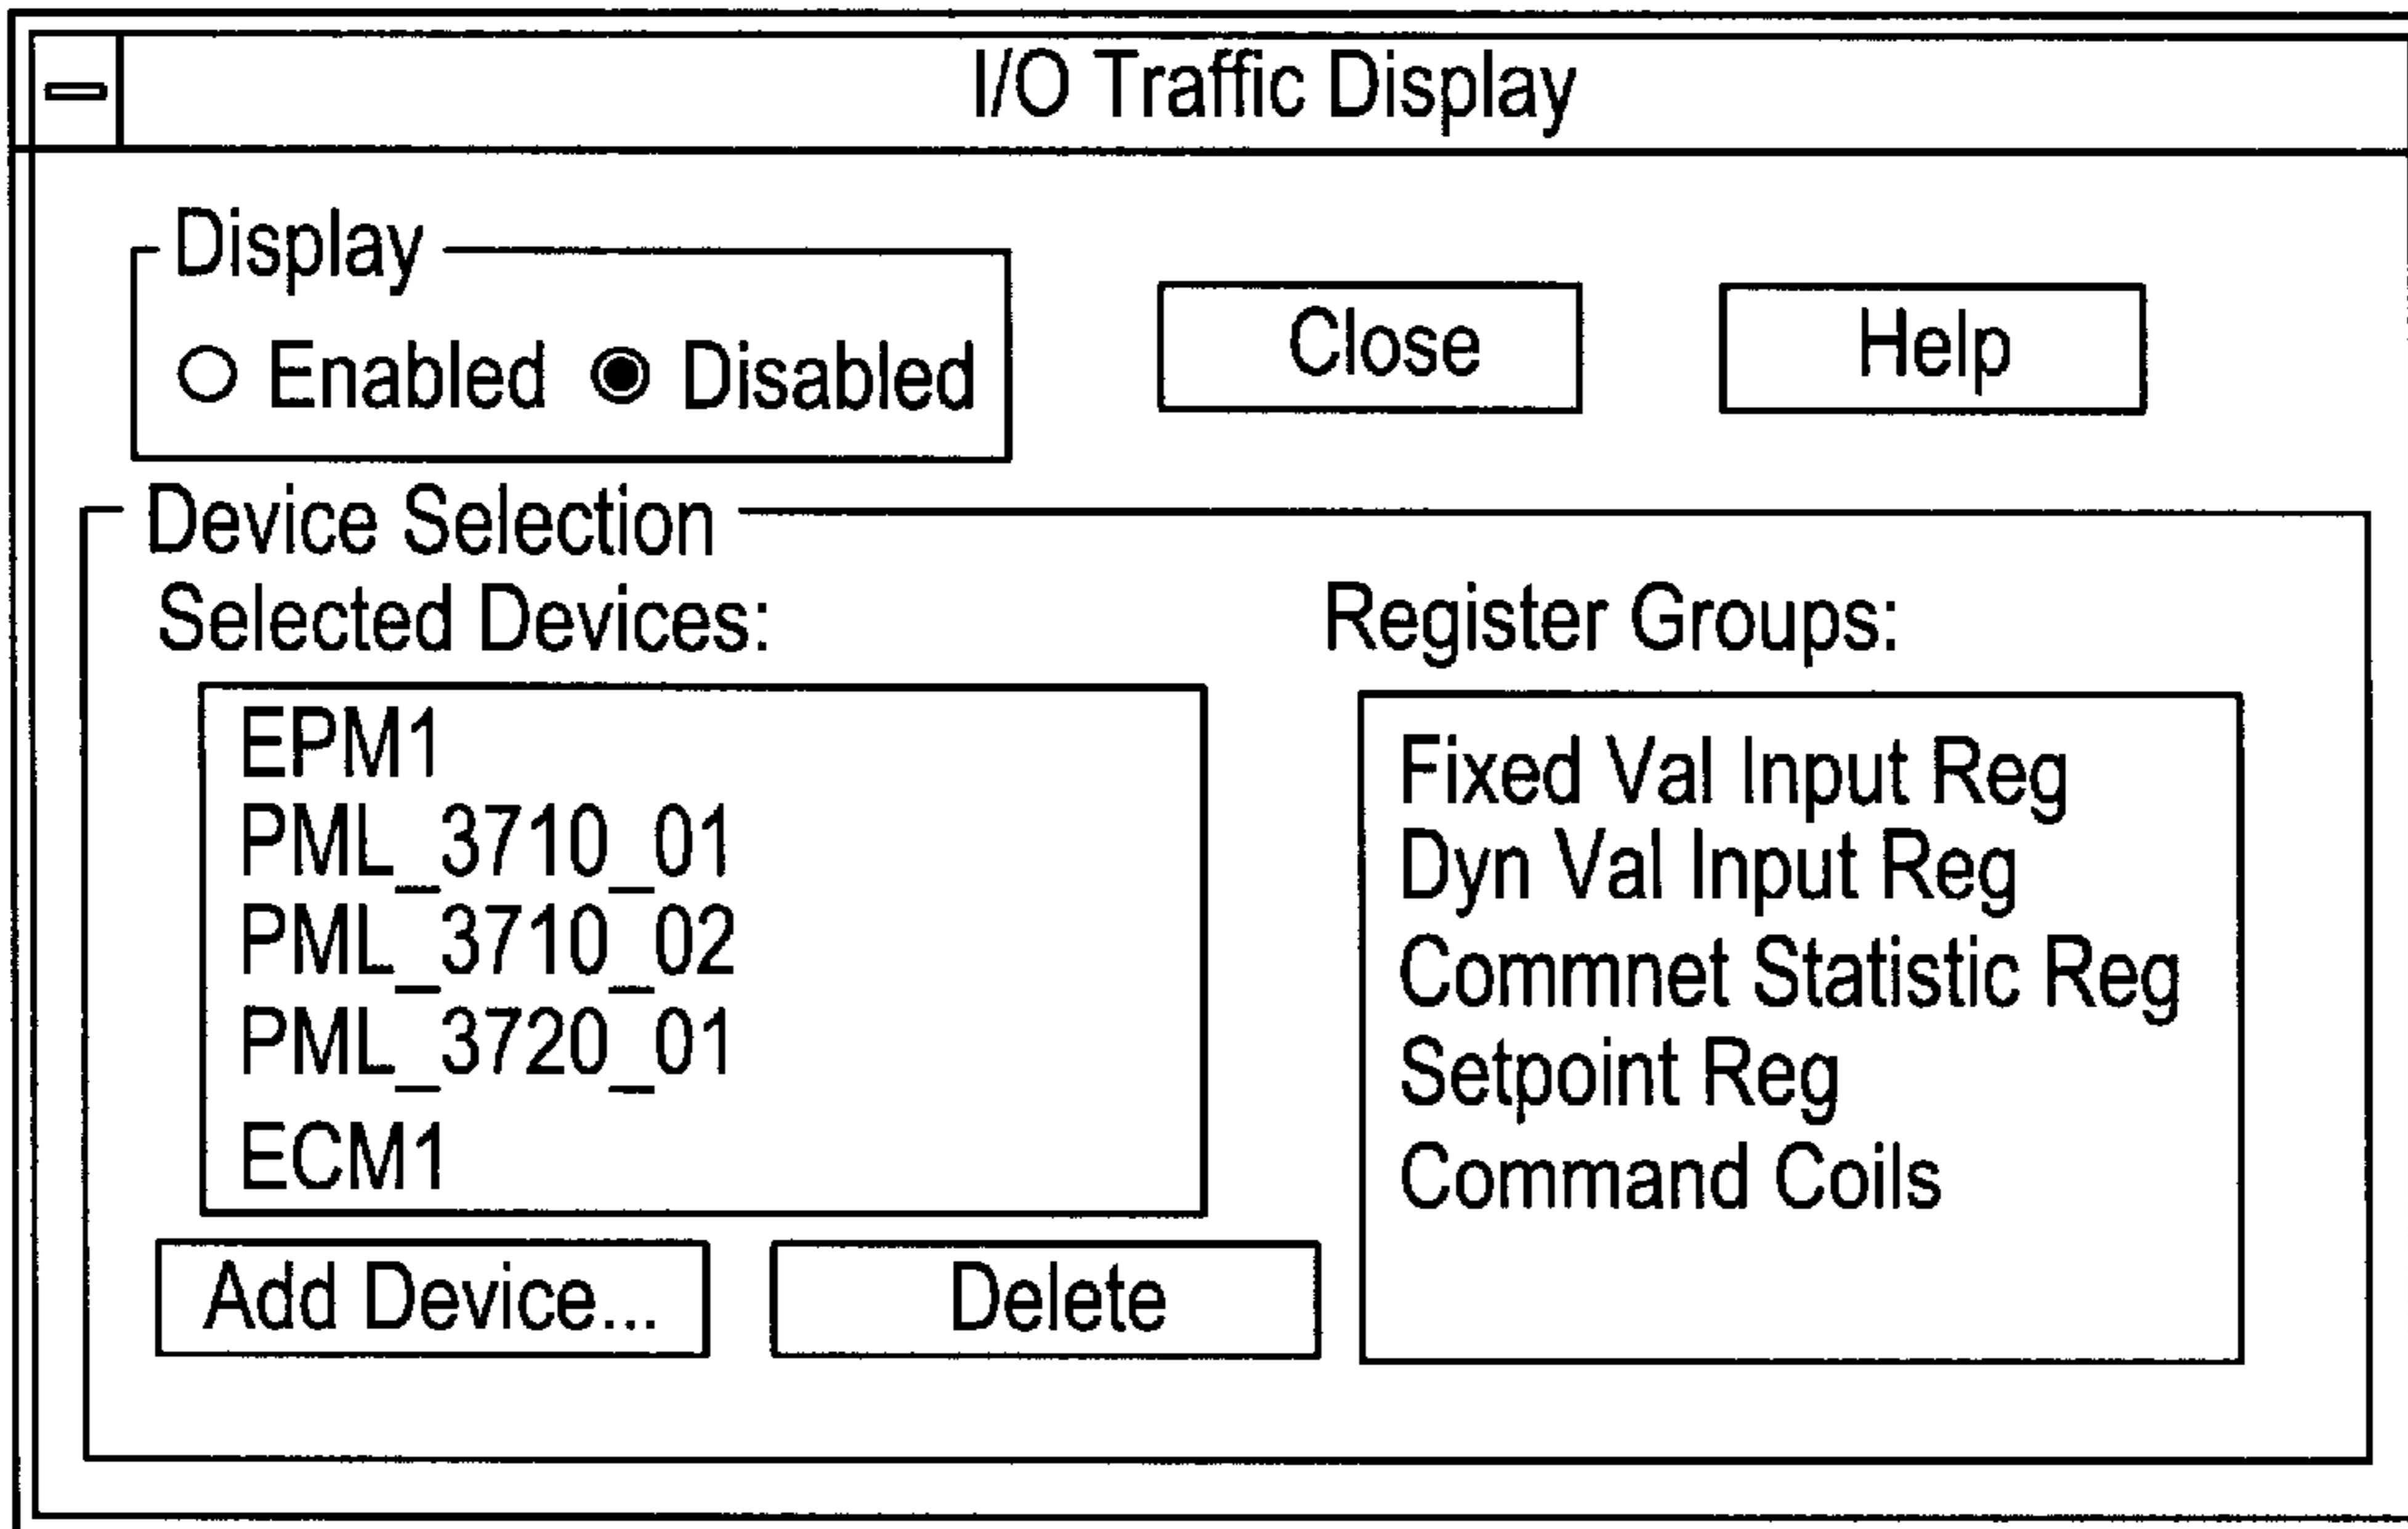 I/O Traffic Display
Display
Enabled Disabled
Close
Help
Device Selection
Selected Devices:
EPM1
PML_3710_01
PML_3710_02
PML_3720_01
ECM1
Add Device...
Delete
Register Groups:
Fixed Val Input Reg
Dyn Val Input Reg
Commnet Statistic Reg
Setpoint Reg
Command Coils